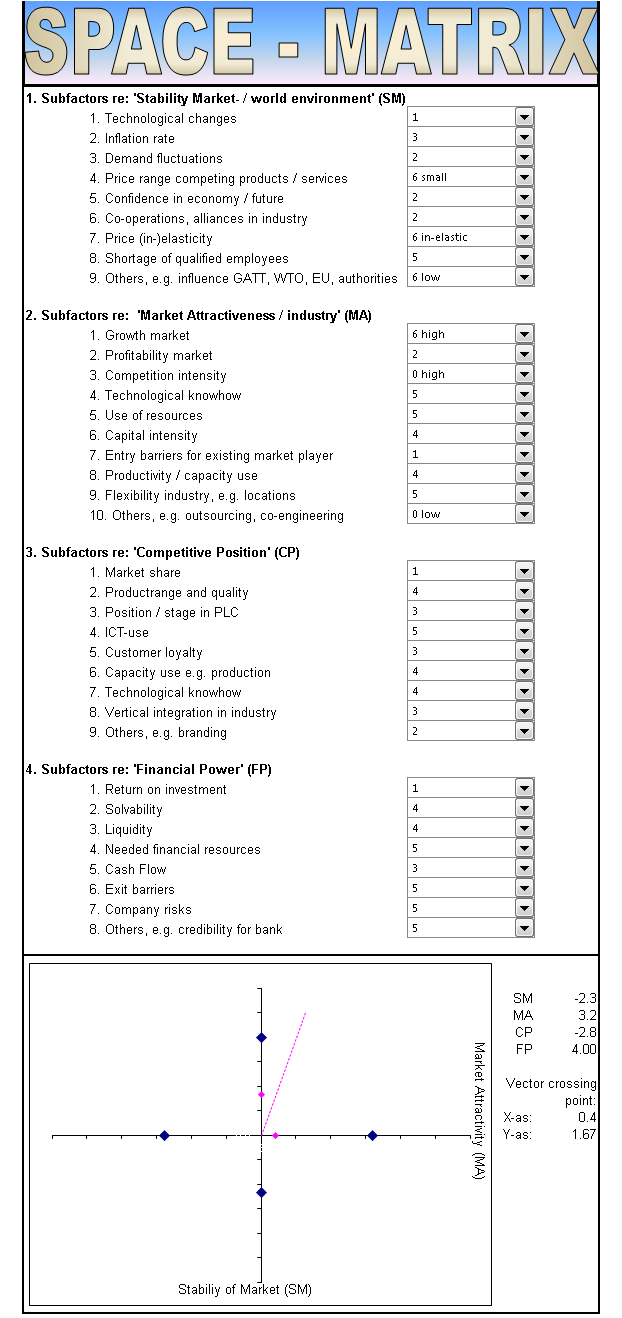 SPACE - MATRIX
1. Subfactors re: 'Stability Market- / world environment' (SM)
1. Technological changes 1
2. Inflation rate 3
3. Demand fluctuations 2
4. Price range competing products / services 6 small
5. Confidence in economy / future 2
6. Co-operations, alliances in industry 2
7. Price (in-)elasticity 6 in-elastic
8. Shortage of qualified employees 5
9. Others, e.g. influence GATT, WTO, EU, authorities 6 low
2. Subfactors re: 'Market Attractiveness / industry' (MA)
1. Growth market 6 high
2. Profitability market 2
3. Competition intensity 0 high
4. Technological knowhow 5
5. Use of resources 5
6. Capital intensity 4
7. Entry barriers for existing market player 1
8. Productivity / capacity use 4
9. Flexibility industry, e.g. locations 5
10. Others, e.g. outsourcing, co-engineering 0 low
3. Subfactors re: 'Competitive Position' (CP)
1. Market share 1
2. Productrange and quality 4
3. Position / stage in PLC 3
4. ICT-use 5
5. Customer loyalty 3
6. Capacity use e.g. production 4
7. Technological knowhow 4
8. Vertical integration in industry 3
9. Others, e.g. branding 2
4. Subfactors re: 'Financial Power' (FP)
1. Return on investment 1
2. Solvability 4
3. Liquidity 4
4. Needed financial resources 5
5. Cash Flow 3
6. Exit barriers 5
7. Company risks 5
8. Others, e.g. credibility for bank 5
SM -2.3
MA 3.2
CP -2.8
FP 4.00
Vector crossing
point:
X-as: 0.4
Y-as: 1.67
Market Attractivity (MA)
Stabiliy of Market (SM)